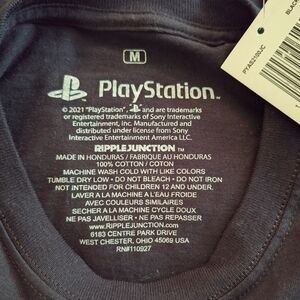 M
PlayStation
© 2021 "PlayStation", and are trademarks
or registered trademarks of Sony Interactive
Entertainment, Inc. Manufactured and
distributed under license from Sony
Interactive Entertainment America LLC.
RIPPLE JUNCTION™
MADE IN HONDURAS / FABRIQUE AU HONDURAS
100% COTTON / COTON
MACHINE WASH COLD WITH LIKE COLORS
TUMBLE DRY LOW - DO NOT BLEACH - DO NOT IRON
NOT INTENDED FOR CHILDREN 12 AND UNDER.
LAVER A LA MACHINE A L'EAU FROIDE
AVEC COULEURS SIMILAIRES
SECHER A LA MACHINE CYCLE DOUX
NE PAS JAVELLISER - NE PAS REPASSER
www.RIPPLEJUNCTION.com
6183 CENTRE PARK DRIVE
WEST CHESTER, OHIO 45069 USA
RN#110927
BLACK